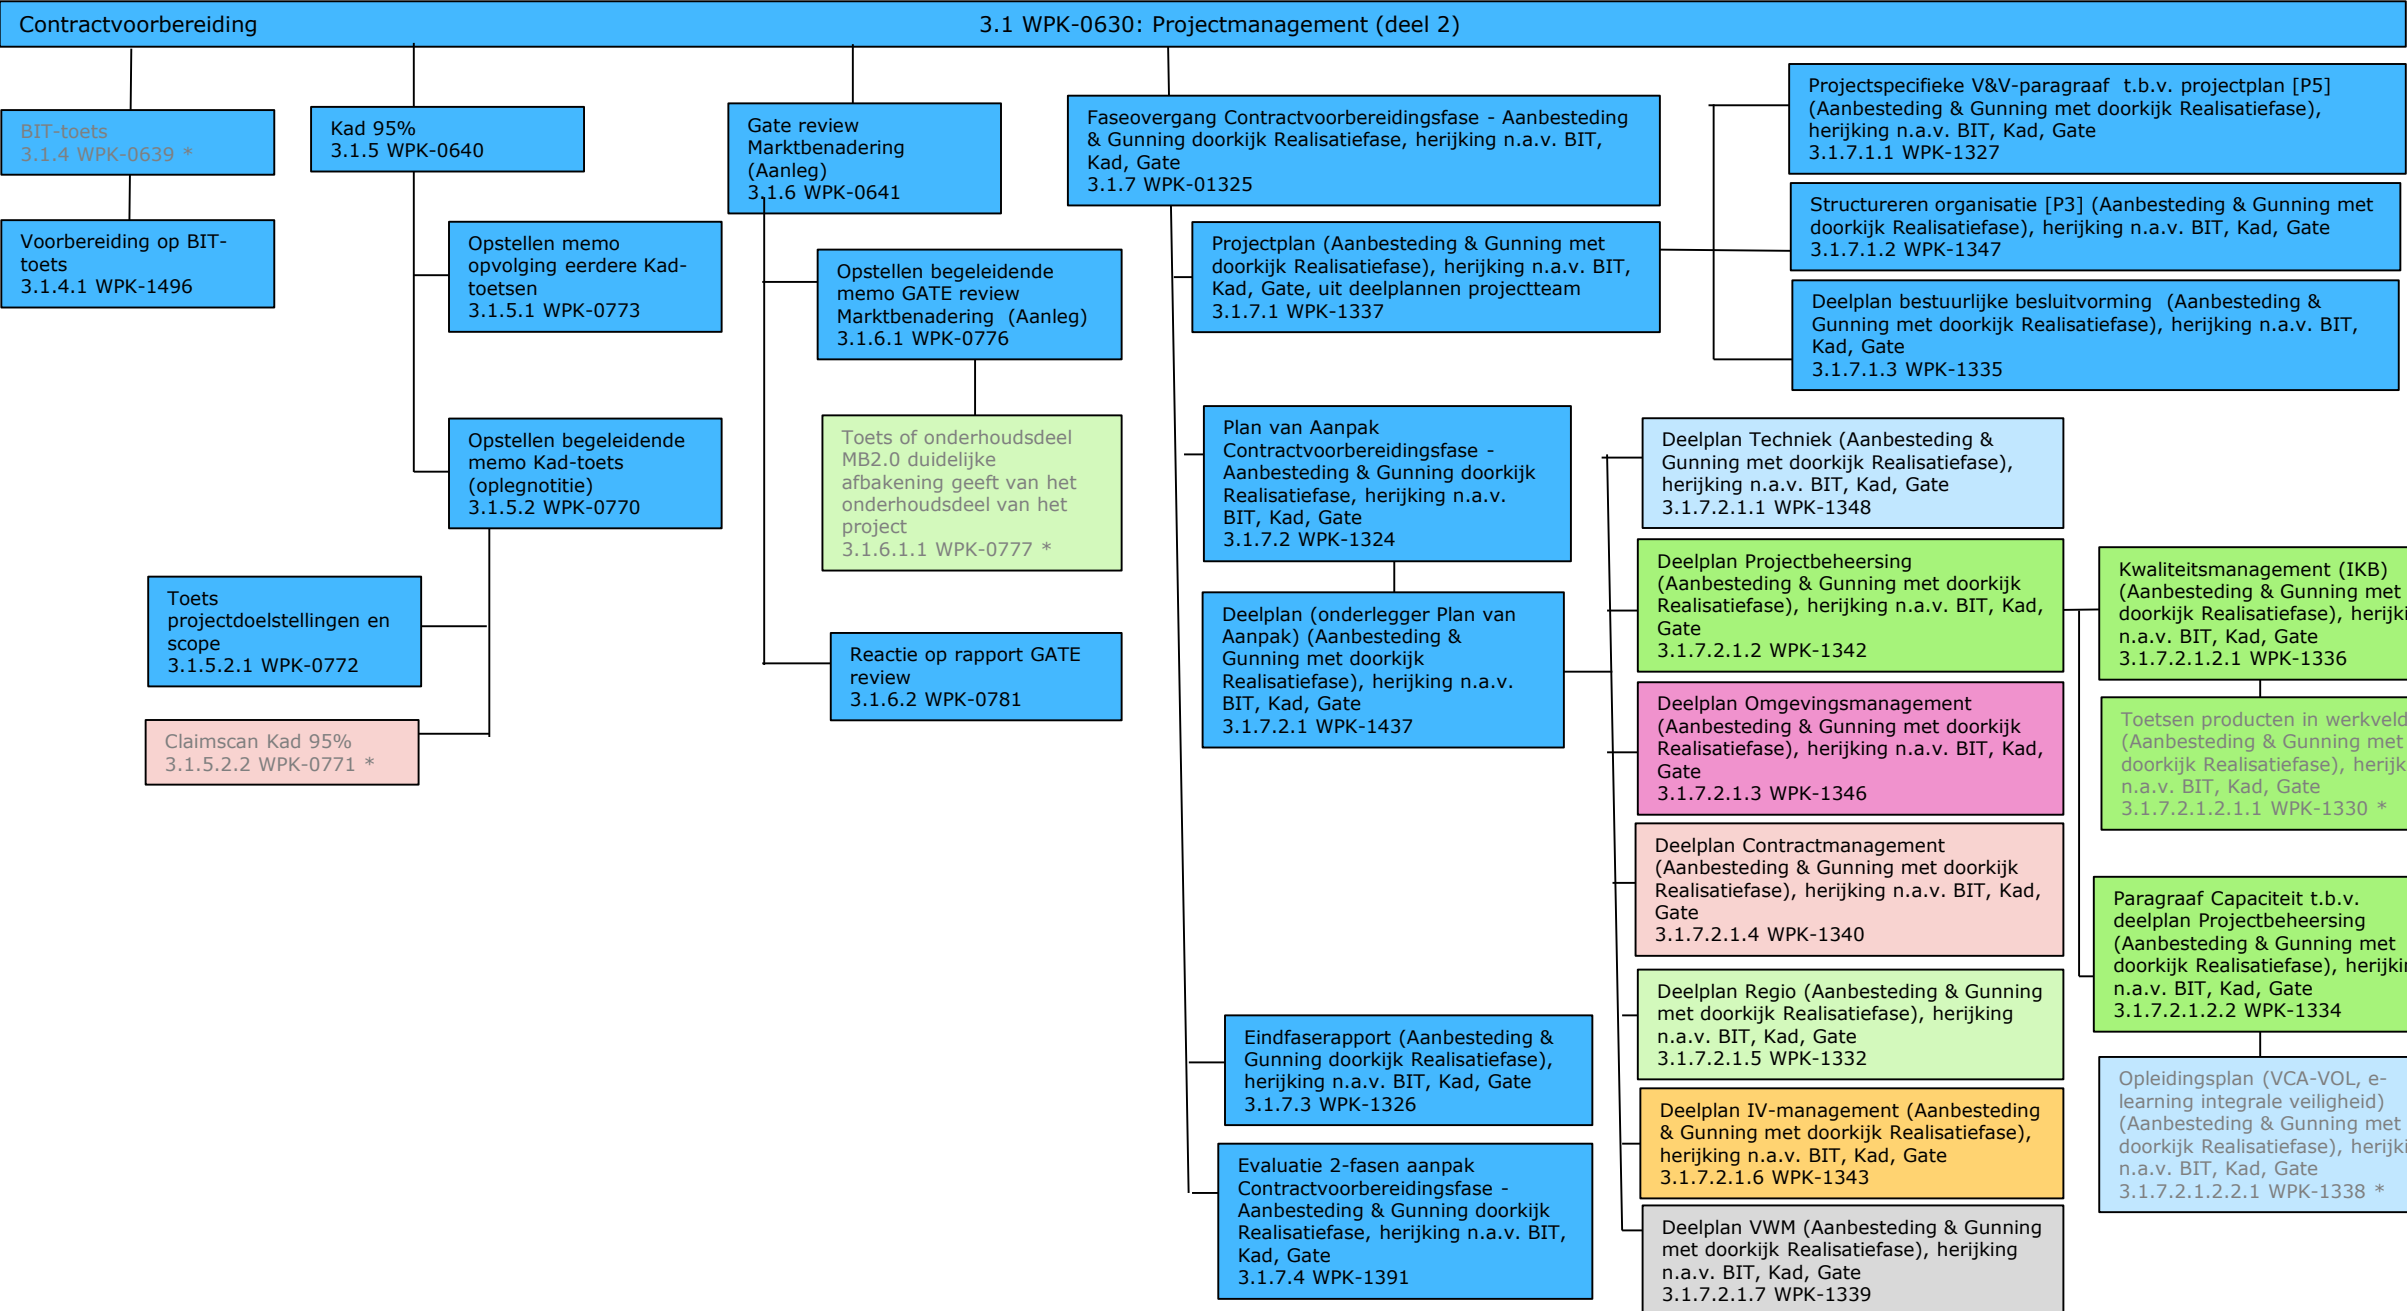 Contractvoorbereiding
3.1 WPK-0630: Projectmanagement (deel 2)
BIT-toets
3.1.4 WPK-0639 *
Voorbereiding op BIT-
toets
3.1.4.1 WPK-1496
Kad 95%
3.1.5 WPK-0640
Opstellen memo
opvolging eerdere Kad-
toetsen
3.1.5.1 WPK-0773
Opstellen begeleidende
memo Kad-toets
(oplegnotitie)
3.1.5.2 WPK-0770
Toets
projectdoelstellingen en
scope
3.1.5.2.1 WPK-0772
Claimscan Kad 95%
3.1.5.2.2 WPK-0771 *
Gate review
Marktbenadering
(Aanleg)
3.1.6 WPK-0641
Opstellen begeleidende
memo GATE review
Marktbenadering  (Aanleg)
3.1.6.1 WPK-0776
Toets of onderhoudsdeel
MB2.0 duidelijke
afbakening geeft van het
onderhoudsdeel van het
project
3.1.6.1.1 WPK-0777 *
Reactie op rapport GATE
review
3.1.6.2 WPK-0781
Faseovergang Contractvoorbereidingsfase - Aanbesteding
& Gunning doorkijk Realisatiefase, herijking n.a.v. BIT,
Kad, Gate
3.1.7 WPK-01325
Projectplan (Aanbesteding & Gunning met
doorkijk Realisatiefase), herijking n.a.v. BIT,
Kad, Gate, uit deelplannen projectteam
3.1.7.1 WPK-1337
Projectspecifieke V&V-paragraaf  t.b.v. projectplan [P5]
(Aanbesteding & Gunning met doorkijk Realisatiefase),
herijking n.a.v. BIT, Kad, Gate
3.1.7.1.1 WPK-1327
Structureren organisatie [P3] (Aanbesteding & Gunning met
doorkijk Realisatiefase), herijking n.a.v. BIT, Kad, Gate
3.1.7.1.2 WPK-1347
Deelplan bestuurlijke besluitvorming  (Aanbesteding &
Gunning met doorkijk Realisatiefase), herijking n.a.v. BIT,
Kad, Gate
3.1.7.1.3 WPK-1335
Plan van Aanpak
Contractvoorbereidingsfase -
Aanbesteding & Gunning doorkijk
Realisatiefase, herijking n.a.v.
BIT, Kad, Gate
3.1.7.2 WPK-1324
Deelplan (onderlegger Plan van
Aanpak) (Aanbesteding &
Gunning met doorkijk
Realisatiefase), herijking n.a.v.
BIT, Kad, Gate
3.1.7.2.1 WPK-1437
Deelplan Techniek (Aanbesteding &
Gunning met doorkijk Realisatiefase),
herijking n.a.v. BIT, Kad, Gate
3.1.7.2.1.1 WPK-1348
Deelplan Projectbeheersing
(Aanbesteding & Gunning met doorkijk
Realisatiefase), herijking n.a.v. BIT, Kad,
Gate
3.1.7.2.1.2 WPK-1342
Kwaliteitsmanagement (IKB)
(Aanbesteding & Gunning met
doorkijk Realisatiefase),
n.a.v. BIT, Kad, Gate
3.1.7.2.1.2.1 WPK-1336
Toetsen producten in
(Aanbesteding & Gunning met
doorkijk Realisatiefase),
n.a.v. BIT, Kad, Gate
3.1.7.2.1.2.1.1 WPK-1330 *
Paragraaf Capaciteit t.b.v.
deelplan Projectbeheersing
(Aanbesteding & Gunning met
doorkijk Realisatiefase),
n.a.v. BIT, Kad, Gate
3.1.7.2.1.2.2 WPK-1334
Opleidingsplan (VCA-VOL, e-
learning integrale veiligheid)
(Aanbesteding & Gunning met
doorkijk Realisatiefase),
n.a.v. BIT, Kad, Gate
3.1.7.2.1.2.2.1 WPK-1338 *
Deelplan Omgevingsmanagement
(Aanbesteding & Gunning met doorkijk
Realisatiefase), herijking n.a.v. BIT, Kad,
Gate
3.1.7.2.1.3 WPK-1346
Deelplan Contractmanagement
(Aanbesteding & Gunning met doorkijk
Realisatiefase), herijking n.a.v. BIT, Kad,
Gate
3.1.7.2.1.4 WPK-1340
Deelplan Regio (Aanbesteding & Gunning
met doorkijk Realisatiefase), herijking
n.a.v. BIT, Kad, Gate
3.1.7.2.1.5 WPK-1332
Deelplan IV-management (Aanbesteding
& Gunning met doorkijk Realisatiefase),
herijking n.a.v. BIT, Kad, Gate
3.1.7.2.1.6 WPK-1343
Deelplan VWM (Aanbesteding & Gunning
met doorkijk Realisatiefase), herijking
n.a.v. BIT, Kad, Gate
3.1.7.2.1.7 WPK-1339
Eindfaserapport (Aanbesteding &
Gunning doorkijk Realisatiefase),
herijking n.a.v. BIT, Kad, Gate
3.1.7.3 WPK-1326
Evaluatie 2-fasen aanpak
Contractvoorbereidingsfase -
Aanbesteding & Gunning doorkijk
Realisatiefase, herijking n.a.v. BIT,
Kad, Gate
3.1.7.4 WPK-1391